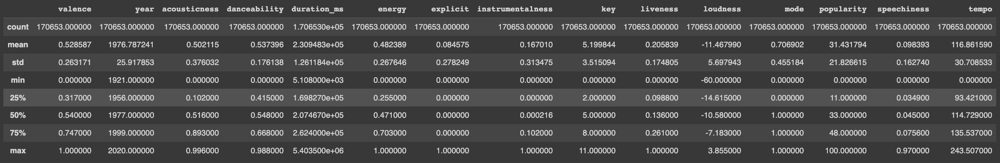 valence year acousticness danceability duration_ms energy explicit instrumentalness key liveness loudness mode popularity speechiness tempo
count 170653.000000 170653.000000 170653.000000 170653.000000 1.706530e+05 170653.000000 170653.000000 170653.000000 170653.000000 170653.000000 170653.000000 170653.000000 170653.000000 170653.000000 170653.000000
mean 0.528587 1976.787241 0.502115 0.537396 2.309483e+05 0.482389 0.084575 0.167010 5.199844 0.205839 -11.467990 0.706902 31.431794 0.098393 116.861590
std 0.263171 25.917853 0.376032 0.176138 1.261184e+05 0.267646 0.278249 0.313475 3.515094 0.174805 5.697943 0.455184 21.826615 0.162740 30.708533
min 0.000000 1921.000000 0.000000 0.000000 5.108000e+03 0.000000 0.000000 0.000000 0.000000 0.000000 -60.000000 0.000000 0.000000 0.000000 0.000000
25% 0.317000 1956.000000 0.102000 0.415000 1.698270e+05 0.255000 0.000000 0.000000 2.000000 0.098800 -14.615000 0.000000 11.000000 0.034900 93.421000
50% 0.540000 1977.000000 0.516000 0.548000 2.074670e+05 0.471000 0.000000 0.000216 5.000000 0.136000 -10.580000 1.000000 33.000000 0.045000 114.729000
75% 0.747000 1999.000000 0.893000 0.668000 2.624000e+05 0.703000 0.000000 0.102000 8.000000 0.261000 -7.183000 1.000000 48.000000 0.075600 135.537000
max 1.000000 2020.000000 0.996000 0.988000 5.403500e+06 1.000000 1.000000 1.000000 11.000000 1.000000 3.855000 1.000000 100.000000 0.970000 243.507000